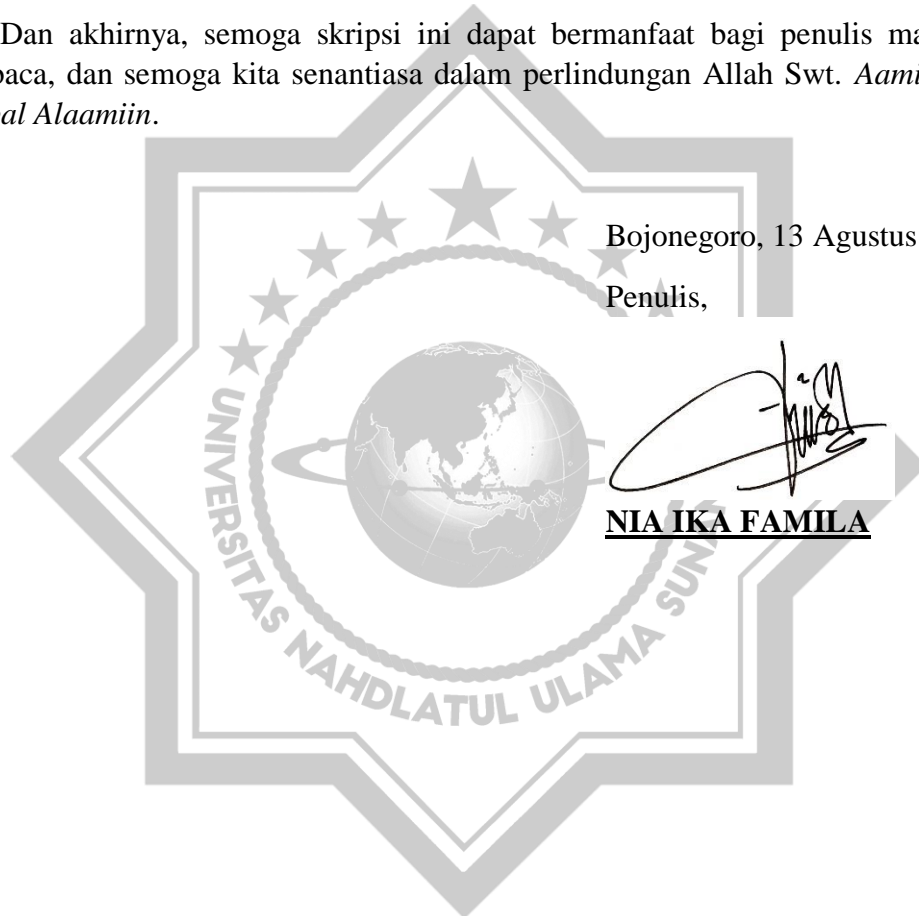 Dan akhirnya, semoga skripsi ini dapat bermanfaat bagi penulis ma
baca, dan semoga kita senantiasa dalam perlindungan Allah Swt. Aami
al Alaamiin.
Bojonegoro, 13 Agustus
Penulis,
NIA IKA FAMILA
UNIVERSITAS NAHDLATUL ULAMA SUNA